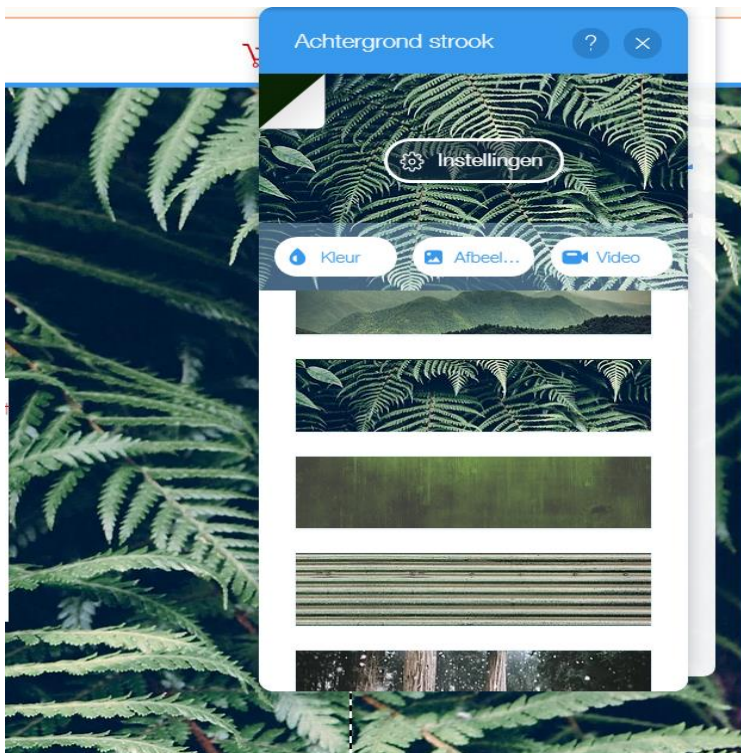 Achtergrond strook
?
Instellingen
Kleur
Afbeel...
Video